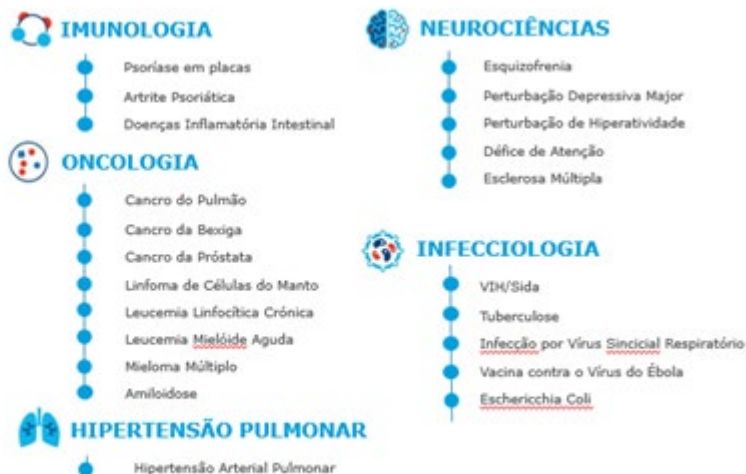 IMUNOLOGIA
Psoríase em placas
Artrite Psoriática
Doenças Inflamatória Intestinal
ONCOLOGIA
Cancro do Pulmão
Cancro da Bexiga
Cancro da Próstata
Linfoma de Células do Manto
Leucemia Linfocítica Crónica
Leucemia Mielóide Aguda
Mieloma Múltiplo
Amiloidose
HIPERTENSÃO PULMONAR
Hipertensão Arterial Pulmonar
NEUROCIÊNCIAS
Esquizofrenia
Perturbação Depressiva Major
Perturbação de Hiperatividade
Défice de Atenção
Esclerosa Múltipla
INFECCIOLOGIA
VIH/Sida
Tuberculose
Infecção por Vírus Sincicial Respiratório
Vacina contra o Vírus do Ébola
Eschericchia Coli